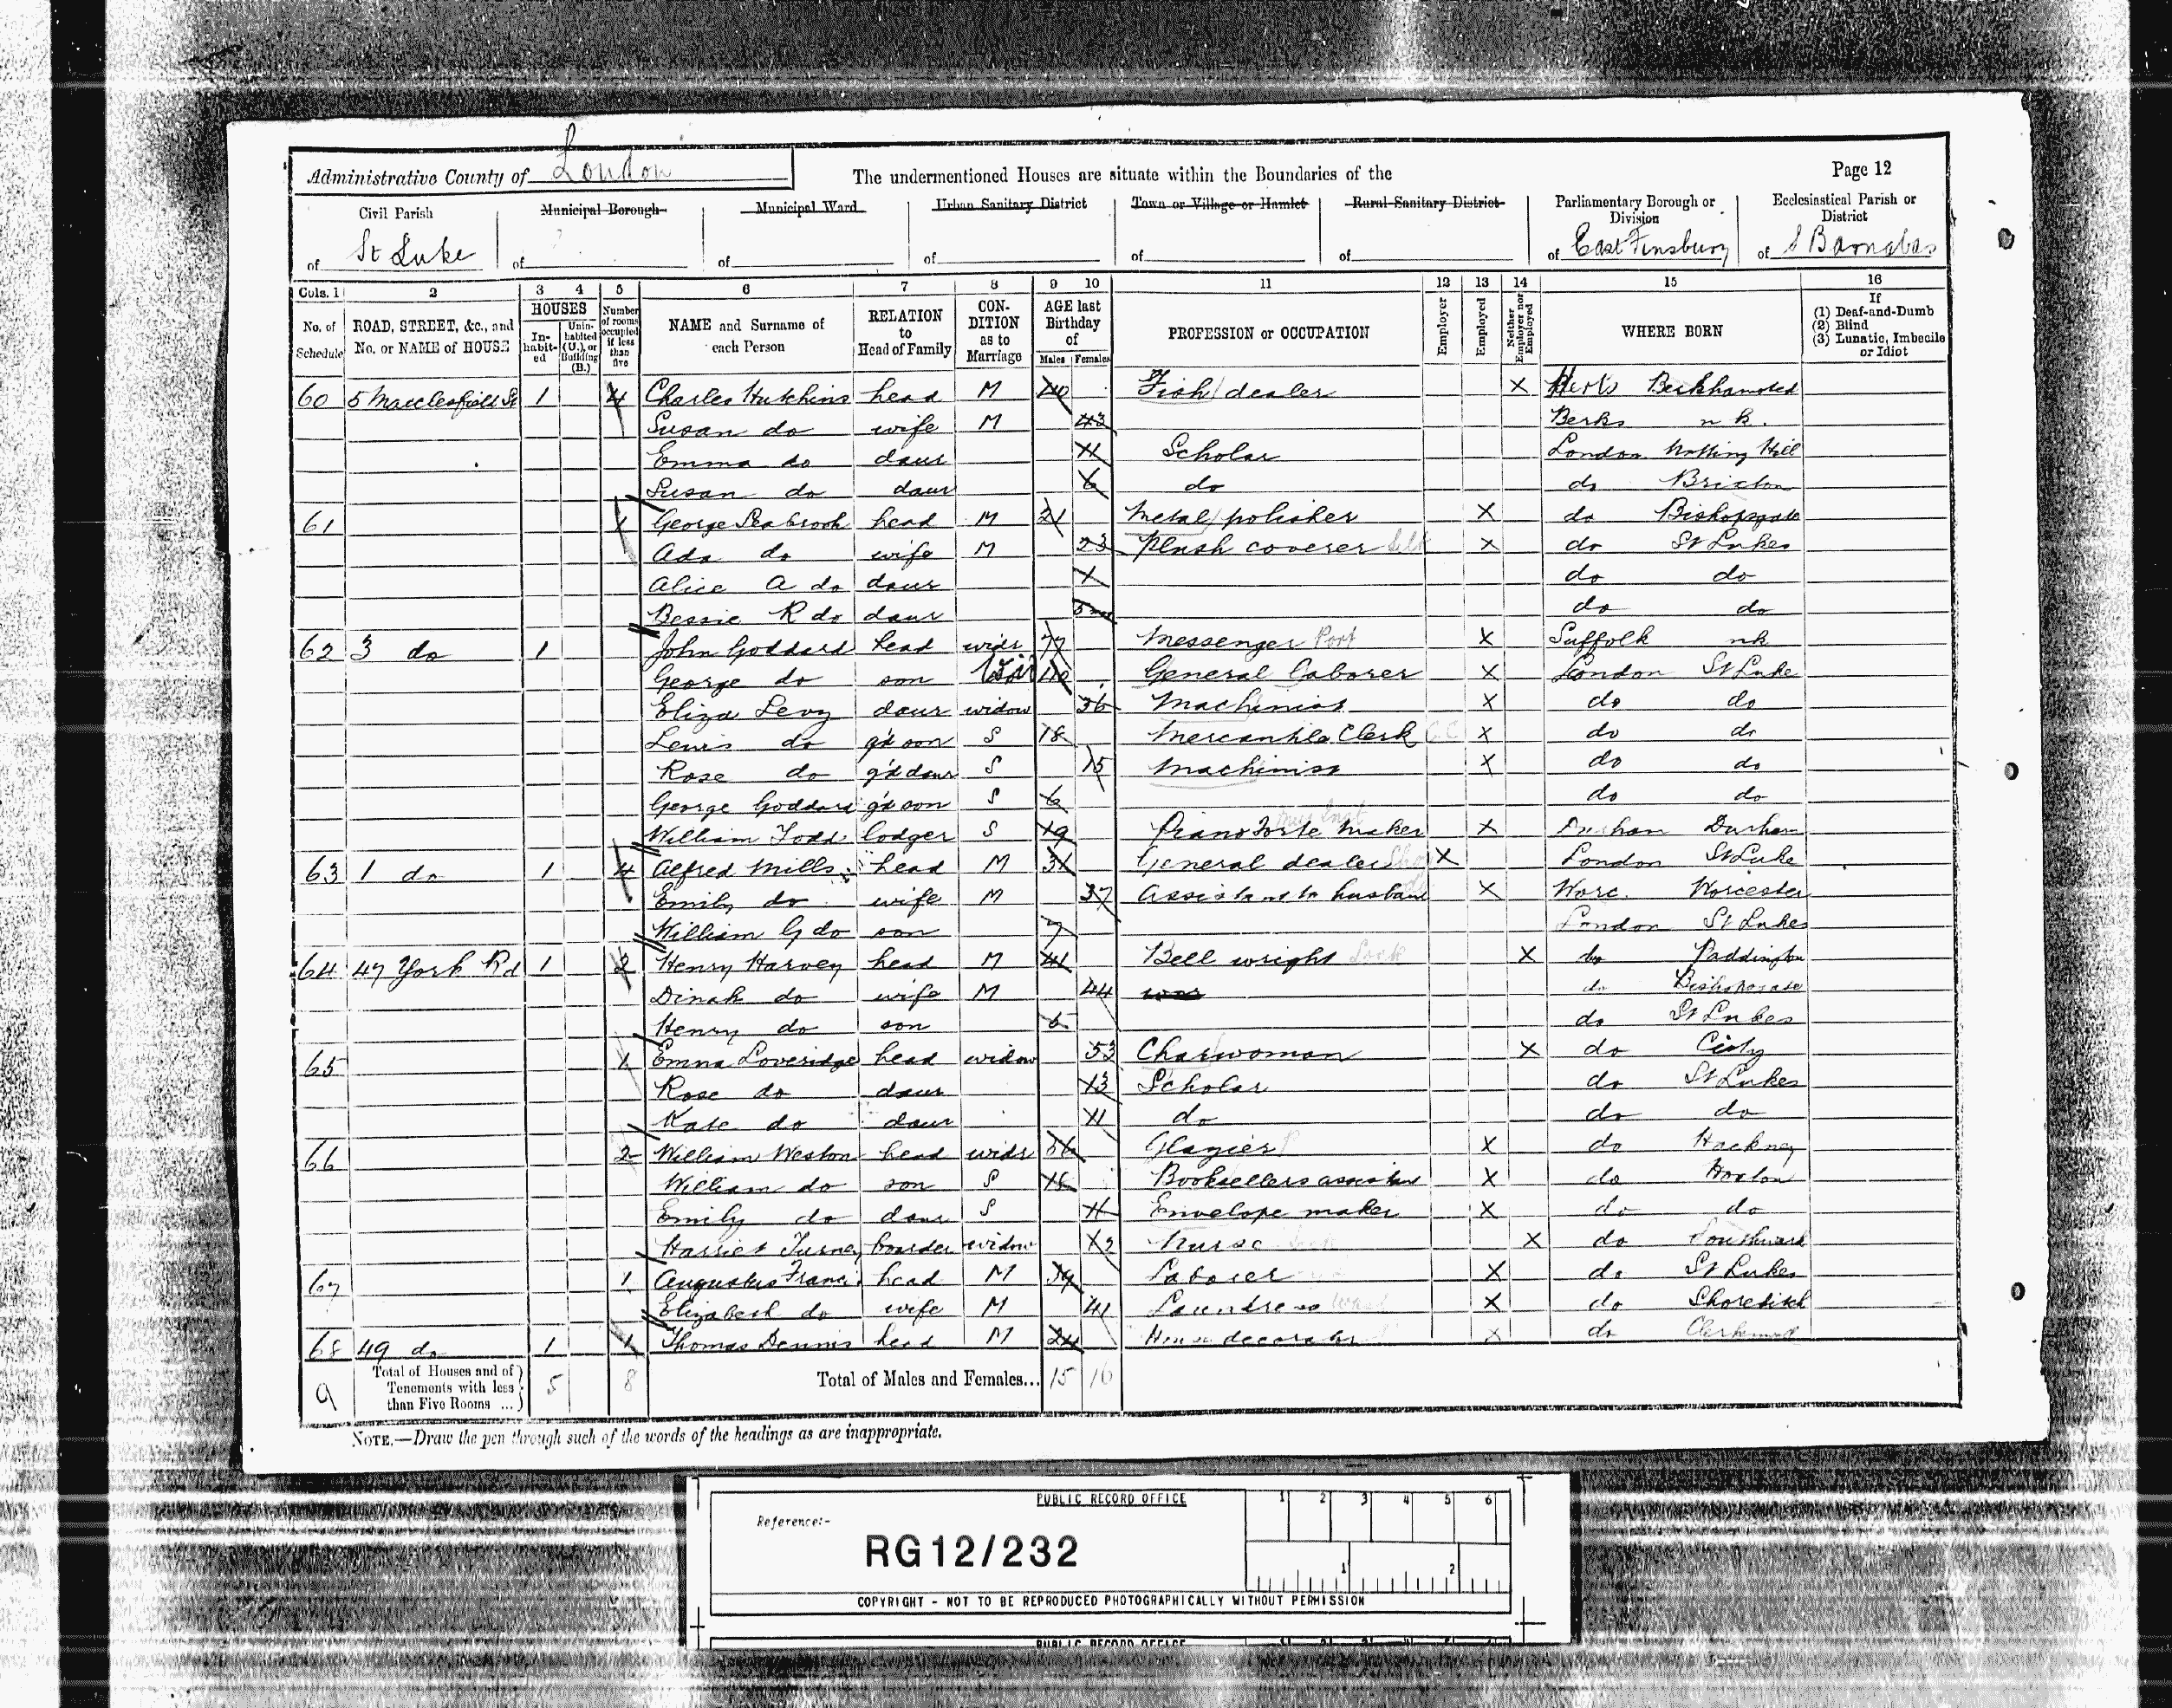 Administrative County of London
The undermentioned Houses are situate within the Boundaries of the
Page 12
Civil Parish of St Luke
Municipal Borough of
Municipal Ward of
Urban Sanitary District of
Town or Village or Hamlet of
Rural Sanitary District of
Parliamentary Borough or Division of East Finsbury
Ecclesiastical Parish or District of S Barnabas
Cols. 1 2 3 4 5 6 7 8 9 10 11 12 13 14 15 16
No. of Schedule
ROAD, STREET, &c., and No. or NAME of HOUSE
HOUSES
Inhabited
Uninhabited (U.), or Building (B.)
Number of rooms occupied if less than five
NAME and Surname of each Person
RELATION to Head of Family
CONDITION as to Marriage
AGE last Birthday of
Males Females
PROFESSION or OCCUPATION
Employer
Employed
Neither Employer nor Employed
WHERE BORN
If
(1) Deaf-and-Dumb
(2) Blind
(3) Lunatic, Imbecile or Idiot
60 5 Macclesfield St 1 4 Charles Hutchins head M 40 Fish dealer X Herts Berkhamsted
Susan do wife M 43 Berks n k.
Emma do daur 11 Scholar London Notting Hill
Susan do daur 6 do do Brixton
61 1 George Seabrook head M 21 Metal polisher X do Bishopsgate
Ada do wife M 23 Plush coverer X do St Lukes
Alice A do daur 1 do do
Bessie R do daur 5 mos do do
62 3 do 1 John Goddard head widr 77 Messenger Port X Suffolk nk
George do son 40 General Laborer X London St Luke
Eliza Levy daur widow 36 Machinist X do do
Lewis do g'd son S 18 Mercantile Clerk X do do
Rose do g'd daur S 15 Machinist X do do
George Goddard g'd son S 6 do do
William Todd lodger S 19 Piano Forte Maker X Durham Durham
63 1 do 1 4 Alfred Mills head M 31 General dealer X London St Luke
Emily do wife M 37 Assistant to husband X Worc. Worcester
William G do son 7 London St Lukes
64 47 York Rd 1 2 Henry Harvey head M 41 Bell wright Lock X do Paddington
Dinah do wife M 44 do Bishopsgate
Henry do son 6 do St Lukes
65 1 Emma Loveridge head widow 53 Charwoman X do City
Rose do daur 13 Scholar do St Lukes
Kate do daur 11 do do do
66 2 William Weston head widr 56 Glazier X do Hackney
William do son S 18 Booksellers assistant X do Hoxton
Emily do daur S Envelope maker X do do
Harriet Turney boarder widow Nurse X do Southwark
67 1 Augustus Francis head M 39 Laborer X do St Lukes
Elizabeth do wife M 41 Laundress X do Shoreditch
68 49 do 1 1 Thomas Dennis head M 24 House decorator X do Clerkenwell
9 Total of Houses and of Tenements with less than Five Rooms ... 5 8 Total of Males and Females... 15 16
NOTE.—Draw the pen through such of the words of the headings as are inappropriate.
PUBLIC RECORD OFFICE
1 2 3 4 5 6
Reference:-
RG12/232
1 2
COPYRIGHT - NOT TO BE REPRODUCED PHOTOGRAPHICALLY WITHOUT PERMISSION
PUBLIC RECORD OFFICE